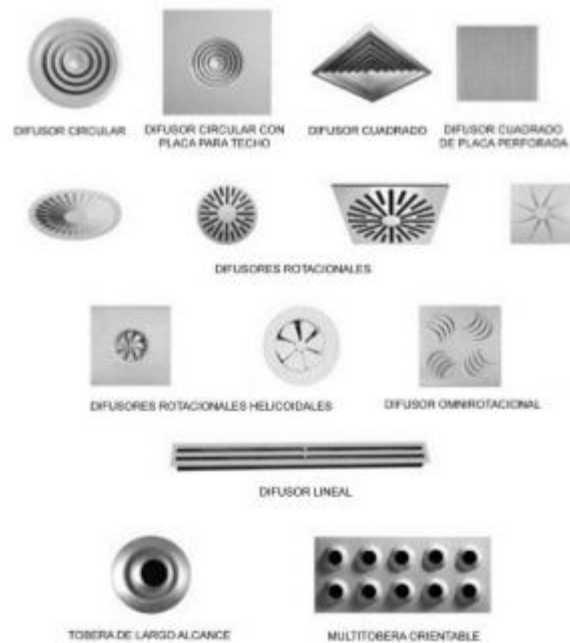 DIFUSOR CIRCULAR
DIFUSOR CIRCULAR CON
PLACA PARA TECHO
DIFUSOR CUADRADO
DIFUSOR CUADRADO
DE PLACA PERFORADA
DIFUSORES ROTACIONALES
DIFUSORES ROTACIONALES HELICOIDALES
DIFUSOR OMNIROTACIONAL
DIFUSOR LINEAL
TOBERA DE LARGO ALCANCE
MULTITOBERA ORIENTABLE